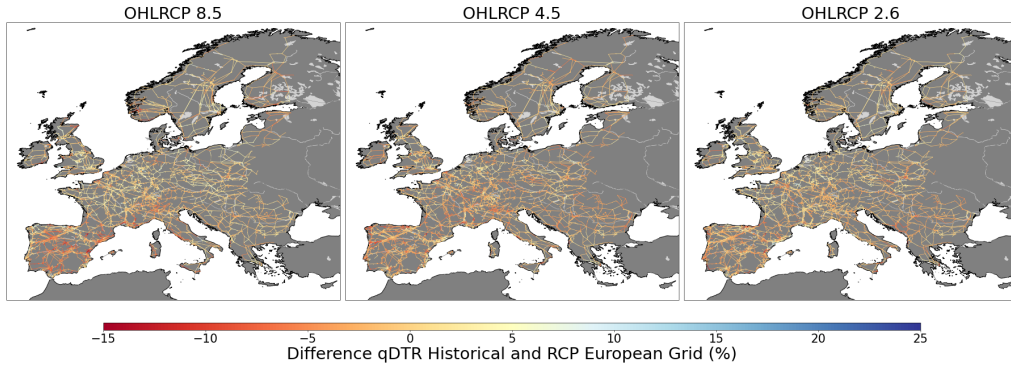 OHLRCP 8.5
OHLRCP 4.5
OHLRCP 2.6
−15 −10 −5 0 5 10 15 20 25
Difference qDTR Historical and RCP European Grid (%)